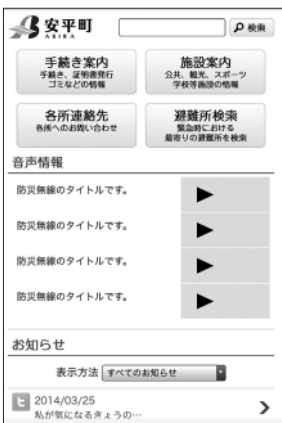 安平町
ABIRA
検索
手続き案内
手続き、証明書発行
ゴミなどの情報
施設案内
公共、観光、スポーツ
学校等施設の情報
各所連絡先
各所へのお問い合わせ
避難所検索
緊急時における
最寄りの避難所を検索
音声情報
防災無線のタイトルです。
防災無線のタイトルです。
防災無線のタイトルです。
防災無線のタイトルです。
お知らせ
表示方法 すべてのお知らせ
t 2014/03/25
私が気になるきょうの…